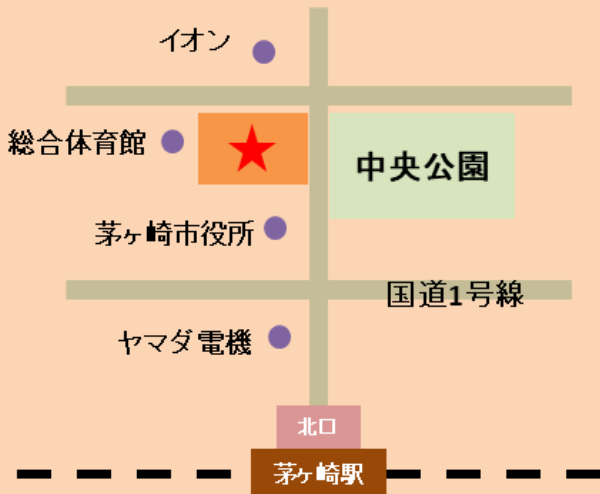 イオン
総合体育館
中央公園
茅ヶ崎市役所
国道1号線
ヤマダ電機
北口
茅ヶ崎駅